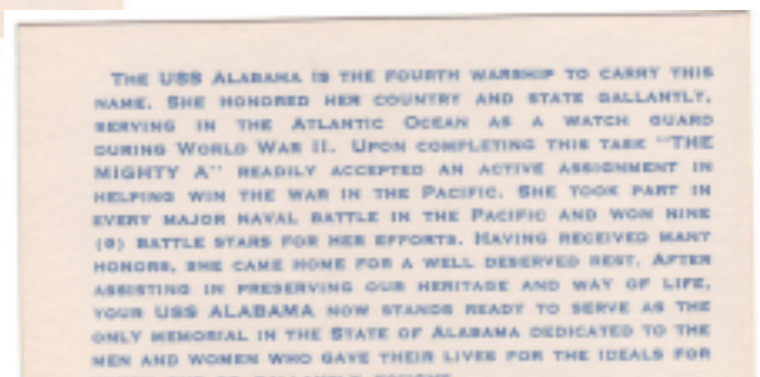 The USS Alabama is the fourth warship to carry this
name. She honored her country and state gallantly,
serving in the Atlantic Ocean as a watch guard
during World War II. Upon completing this task "THE
MIGHTY A" readily accepted an active assignment in
helping win the war in the Pacific. She took part in
every major naval battle in the Pacific and won nine
(9) battle stars for her efforts. Having received many
honors, she came home for a well deserved rest. After
assisting in preserving our heritage and way of life,
your USS ALABAMA now stands ready to serve as the
only memorial in the State of Alabama dedicated to the
men and women who gave their lives for the ideals for